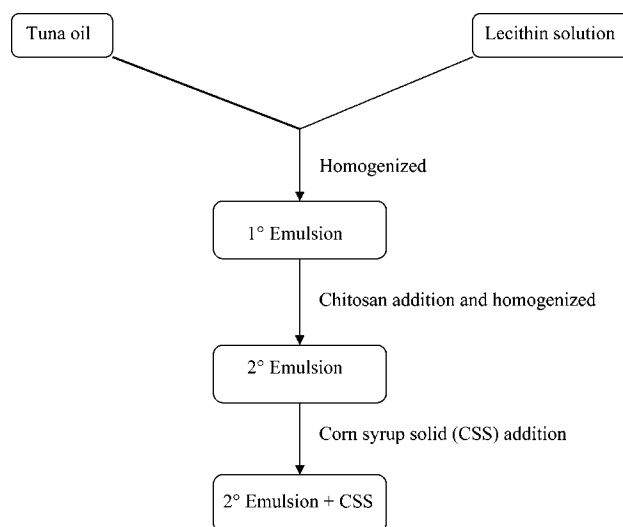 Tuna oil
Lecithin solution
Homogenized
1° Emulsion
Chitosan addition and homogenized
2° Emulsion
Corn syrup solid (CSS) addition
2° Emulsion + CSS